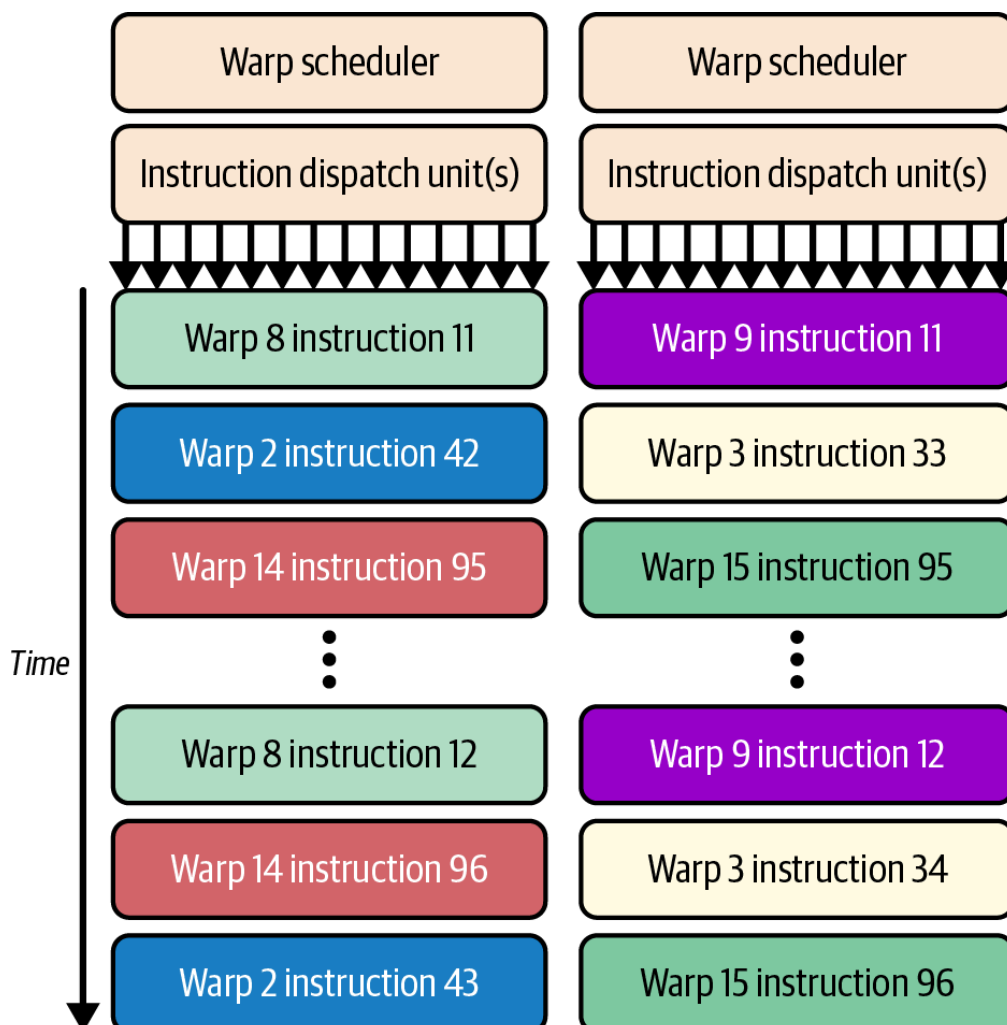 Warp scheduler
Warp scheduler
Instruction dispatch unit(s)
Instruction dispatch unit(s)
Warp 8 instruction 11
Warp 9 instruction 11
Warp 2 instruction 42
Warp 3 instruction 33
Warp 14 instruction 95
Warp 15 instruction 95
Time
Warp 8 instruction 12
Warp 9 instruction 12
Warp 14 instruction 96
Warp 3 instruction 34
Warp 2 instruction 43
Warp 15 instruction 96